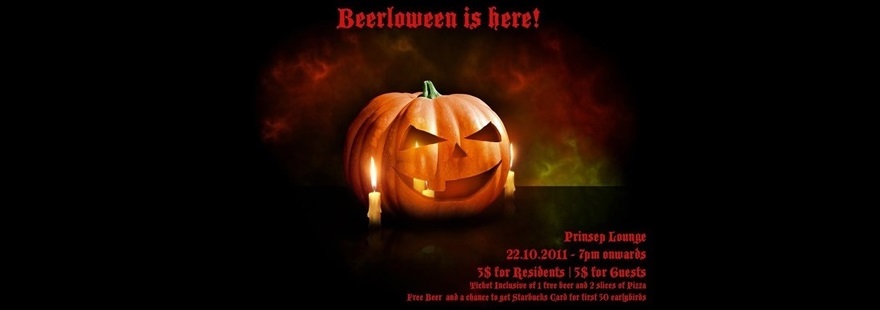 Beerloween is here!
Prinsep Lounge
22.10.2011 - 7pm onwards
3$ for Residents | 5$ for Guests
Ticket Inclusive of 1 free beer and 2 slices of Pizza
Free Beer and a chance to get Starbucks Card for first 50 earlybirds